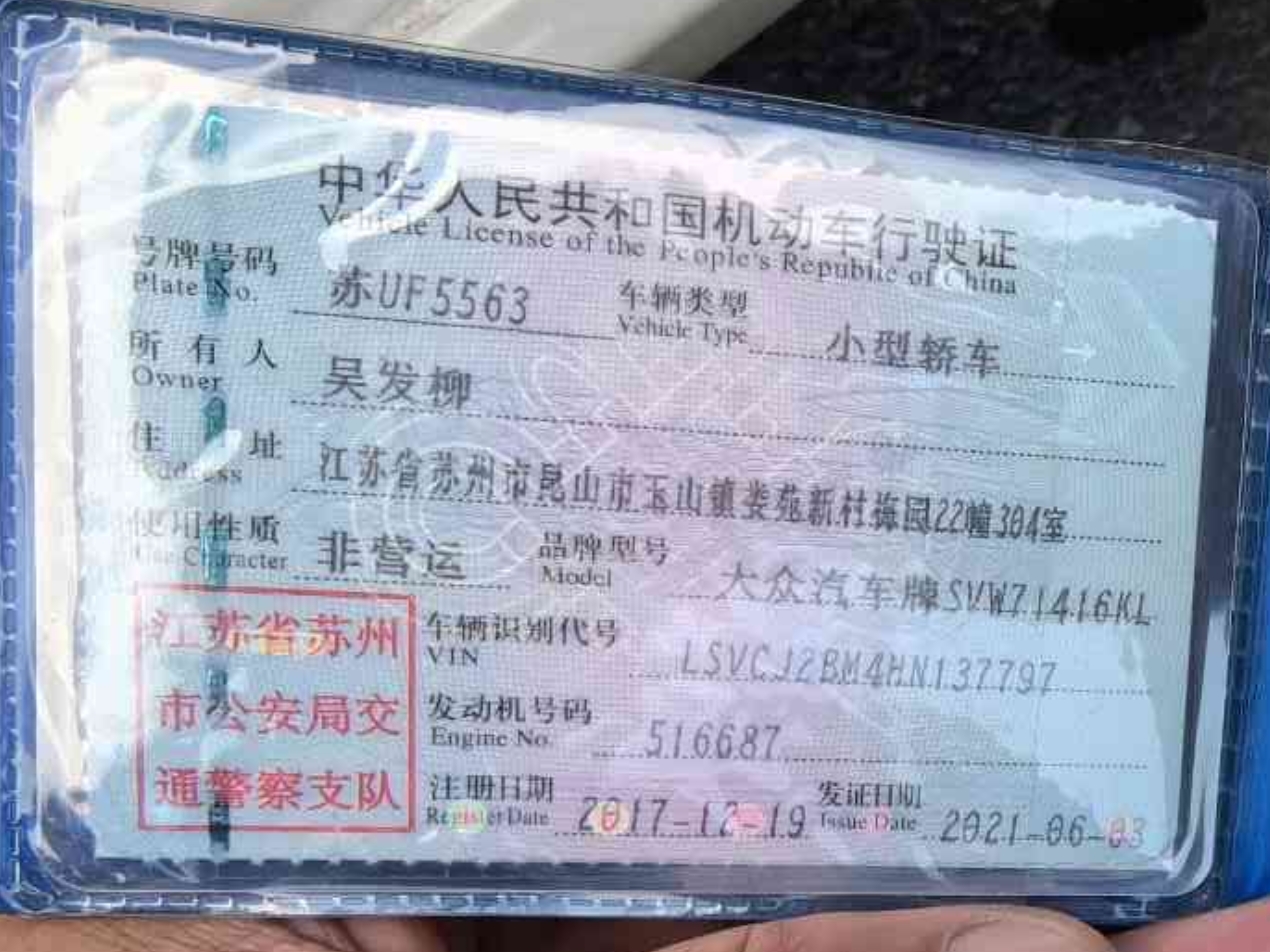 中华人民共和国机动车行驶证
Vehicle License of the People's Republic of China
号牌号码 苏UF5563 车辆类型 小型轿车
Plate No. Vehicle Type
所有人 吴发柳
Owner
住址 江苏省苏州市昆山市玉山镇娄苑新村梅园22幢304室
Address
使用性质 非营运 品牌型号 大众汽车牌SVW71416KL
Use Character Model
江苏省苏州
市公安局交
通警察支队
车辆识别代号 LSVCJ2BM4HN137797
VIN
发动机号码 516687
Engine No.
注册日期 2017-12-19 发证日期 2021-06-03
Register Date Issue Date